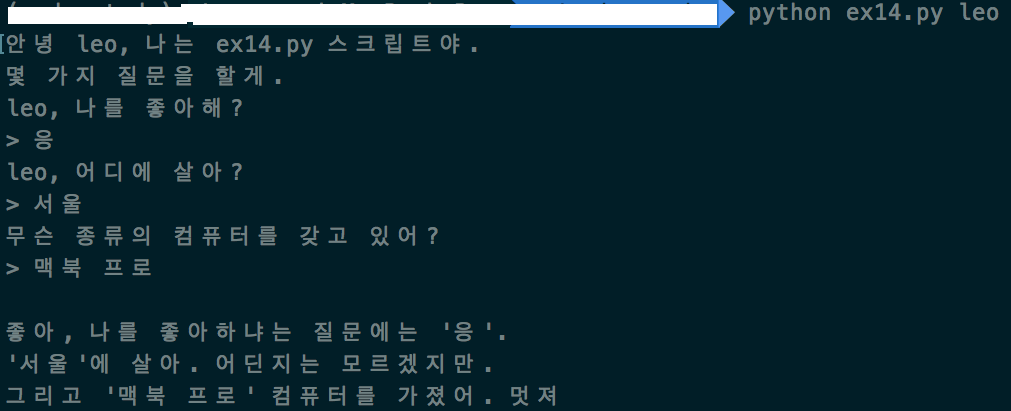 python ex14.py leo
안녕 leo, 나는 ex14.py 스크립트야.
몇 가지 질문을 할게.
leo, 나를 좋아해?
> 응
leo, 어디에 살아?
> 서울
무슨 종류의 컴퓨터를 갖고 있어?
> 맥북 프로
좋아, 나를 좋아하냐는 질문에는 '응'.
'서울'에 살아. 어딘지는 모르겠지만.
그리고 '맥북 프로' 컴퓨터를 가졌어. 멋져